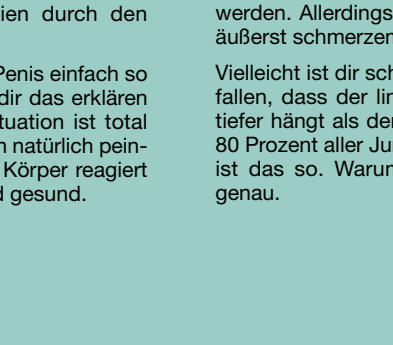 ien durch den
Penis einfach so
dir das erklären
tuation ist total
n natürlich pein-
Körper reagiert
d gesund.
werden. Allerdings
äußerst schmerzen
Vielleicht ist dir sch
fallen, dass der lin
tiefer hängt als der
80 Prozent aller Ju
ist das so. Warun
genau.